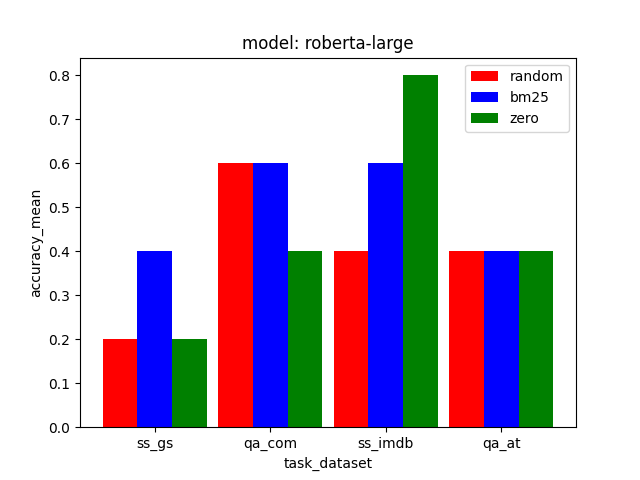 model: roberta-large
random
bm25
zero
accuracy_mean
0.8
0.7
0.6
0.5
0.4
0.3
0.2
0.1
0.0
ss_gs
qa_com
ss_imdb
qa_at
task_dataset